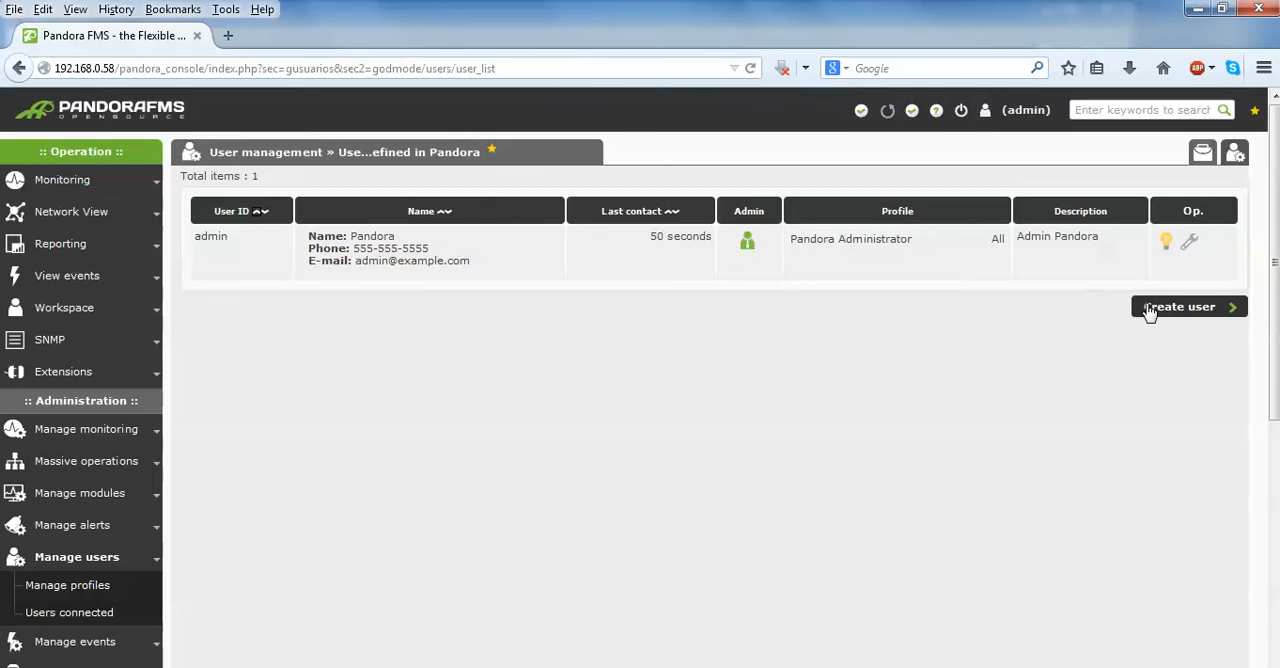 File Edit View History Bookmarks Tools Help
Pandora FMS - the Flexible ... × +
192.168.0.58/pandora_console/index.php?sec=gusuarios&sec2=godmode/users/user_list
Google
ABP
PANDORAFMS
OPENSOURCE
(admin)
Enter keywords to search
:: Operation ::
User management » Use...efined in Pandora
Total items : 1
Monitoring
Network View
Reporting
View events
Workspace
SNMP
Extensions
:: Administration ::
Manage monitoring
Massive operations
Manage modules
Manage alerts
Manage users
Manage profiles
Users connected
Manage events
User ID Name Last contact Admin Profile Description Op.
admin Name: Pandora 50 seconds Pandora Administrator All Admin Pandora
Phone: 555-555-5555
E-mail: admin@example.com
Create user